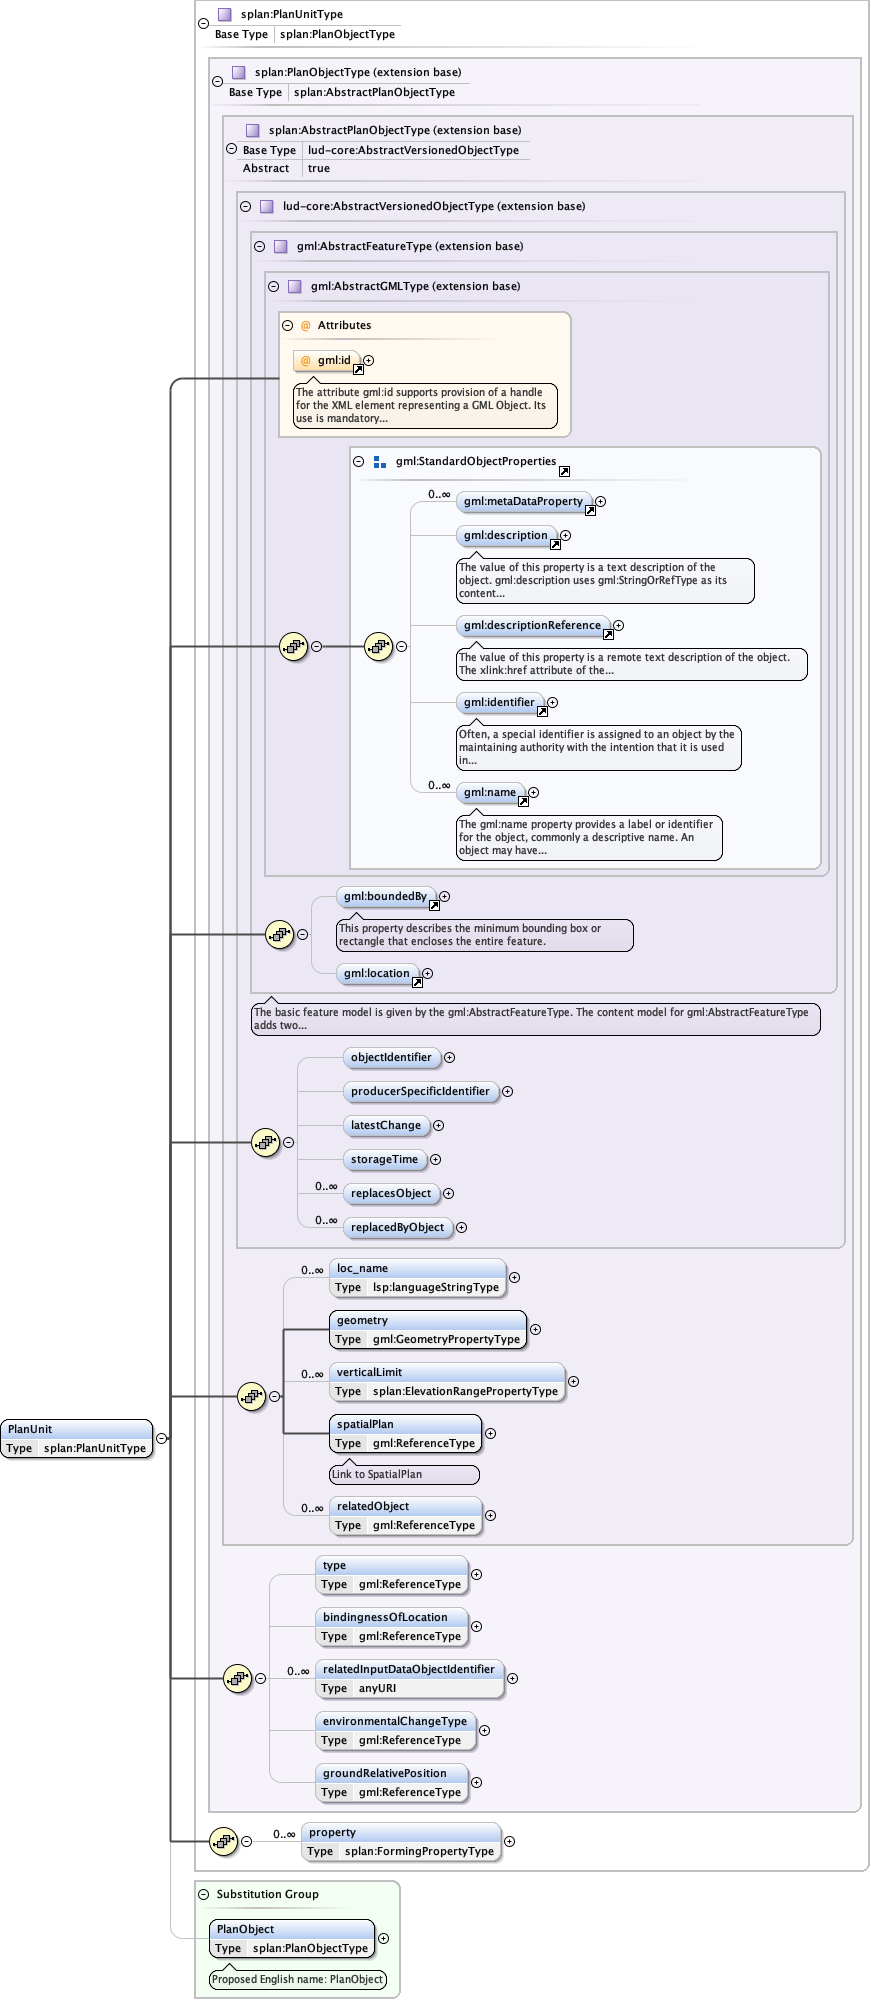 splan:PlanUnitType
Base Type splan:PlanObjectType
splan:PlanObjectType (extension base)
Base Type splan:AbstractPlanObjectType
splan:AbstractPlanObjectType (extension base)
Base Type lud-core:AbstractVersionedObjectType
Abstract true
lud-core:AbstractVersionedObjectType (extension base)
gml:AbstractFeatureType (extension base)
gml:AbstractGMLType (extension base)
@ Attributes
@ gml:id
The attribute gml:id supports provision of a handle
for the XML element representing a GML Object. Its
use is mandatory...
gml:StandardObjectProperties
0..∞ gml:metaDataProperty
gml:description
The value of this property is a text description of the
object. gml:description uses gml:StringOrRefType as its
content...
gml:descriptionReference
The value of this property is a remote text description of the object.
The xlink:href attribute of the...
gml:identifier
Often, a special identifier is assigned to an object by the
maintaining authority with the intention that it is used
in...
0..∞ gml:name
The gml:name property provides a label or identifier
for the object, commonly a descriptive name. An
object may have...
gml:boundedBy
This property describes the minimum bounding box or
rectangle that encloses the entire feature.
gml:location
The basic feature model is given by the gml:AbstractFeatureType. The content model for gml:AbstractFeatureType
adds two...
objectIdentifier
producerSpecificIdentifier
latestChange
storageTime
0..∞ replacesObject
0..∞ replacedByObject
0..∞ loc_name
Type lsp:languageStringType
geometry
Type gml:GeometryPropertyType
0..∞ verticalLimit
Type splan:ElevationRangePropertyType
spatialPlan
Type gml:ReferenceType
Link to SpatialPlan
0..∞ relatedObject
Type gml:ReferenceType
PlanUnit
Type splan:PlanUnitType
type
Type gml:ReferenceType
bindingnessOfLocation
Type gml:ReferenceType
0..∞ relatedInputDataObjectIdentifier
Type anyURI
environmentalChangeType
Type gml:ReferenceType
groundRelativePosition
Type gml:ReferenceType
0..∞ property
Type splan:FormingPropertyType
Substitution Group
PlanObject
Type splan:PlanObjectType
Proposed English name: PlanObject